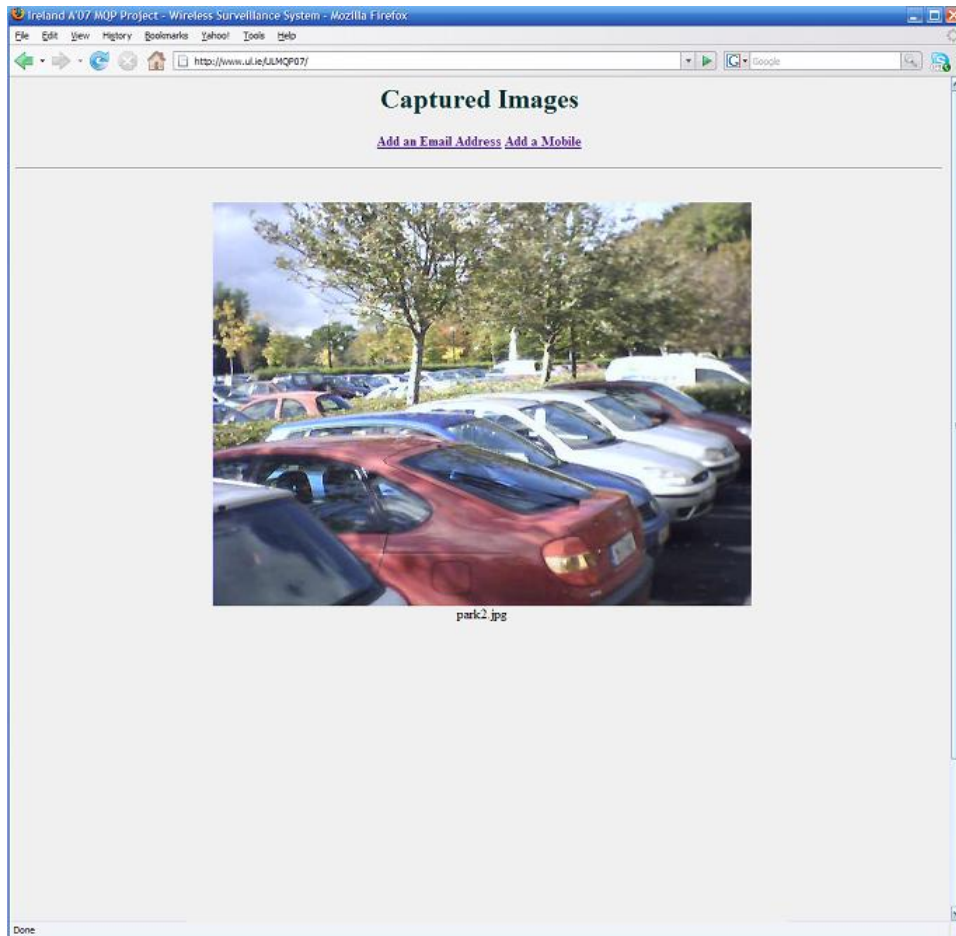 Ireland A'07 MQP Project - Wireless Surveillance System - Mozilla Firefox
File Edit View History Bookmarks Yahoo! Tools Help
http://www.ul.ie/ULMQP07/ G Google
Captured Images
Add an Email Address Add a Mobile
park2.jpg
Done